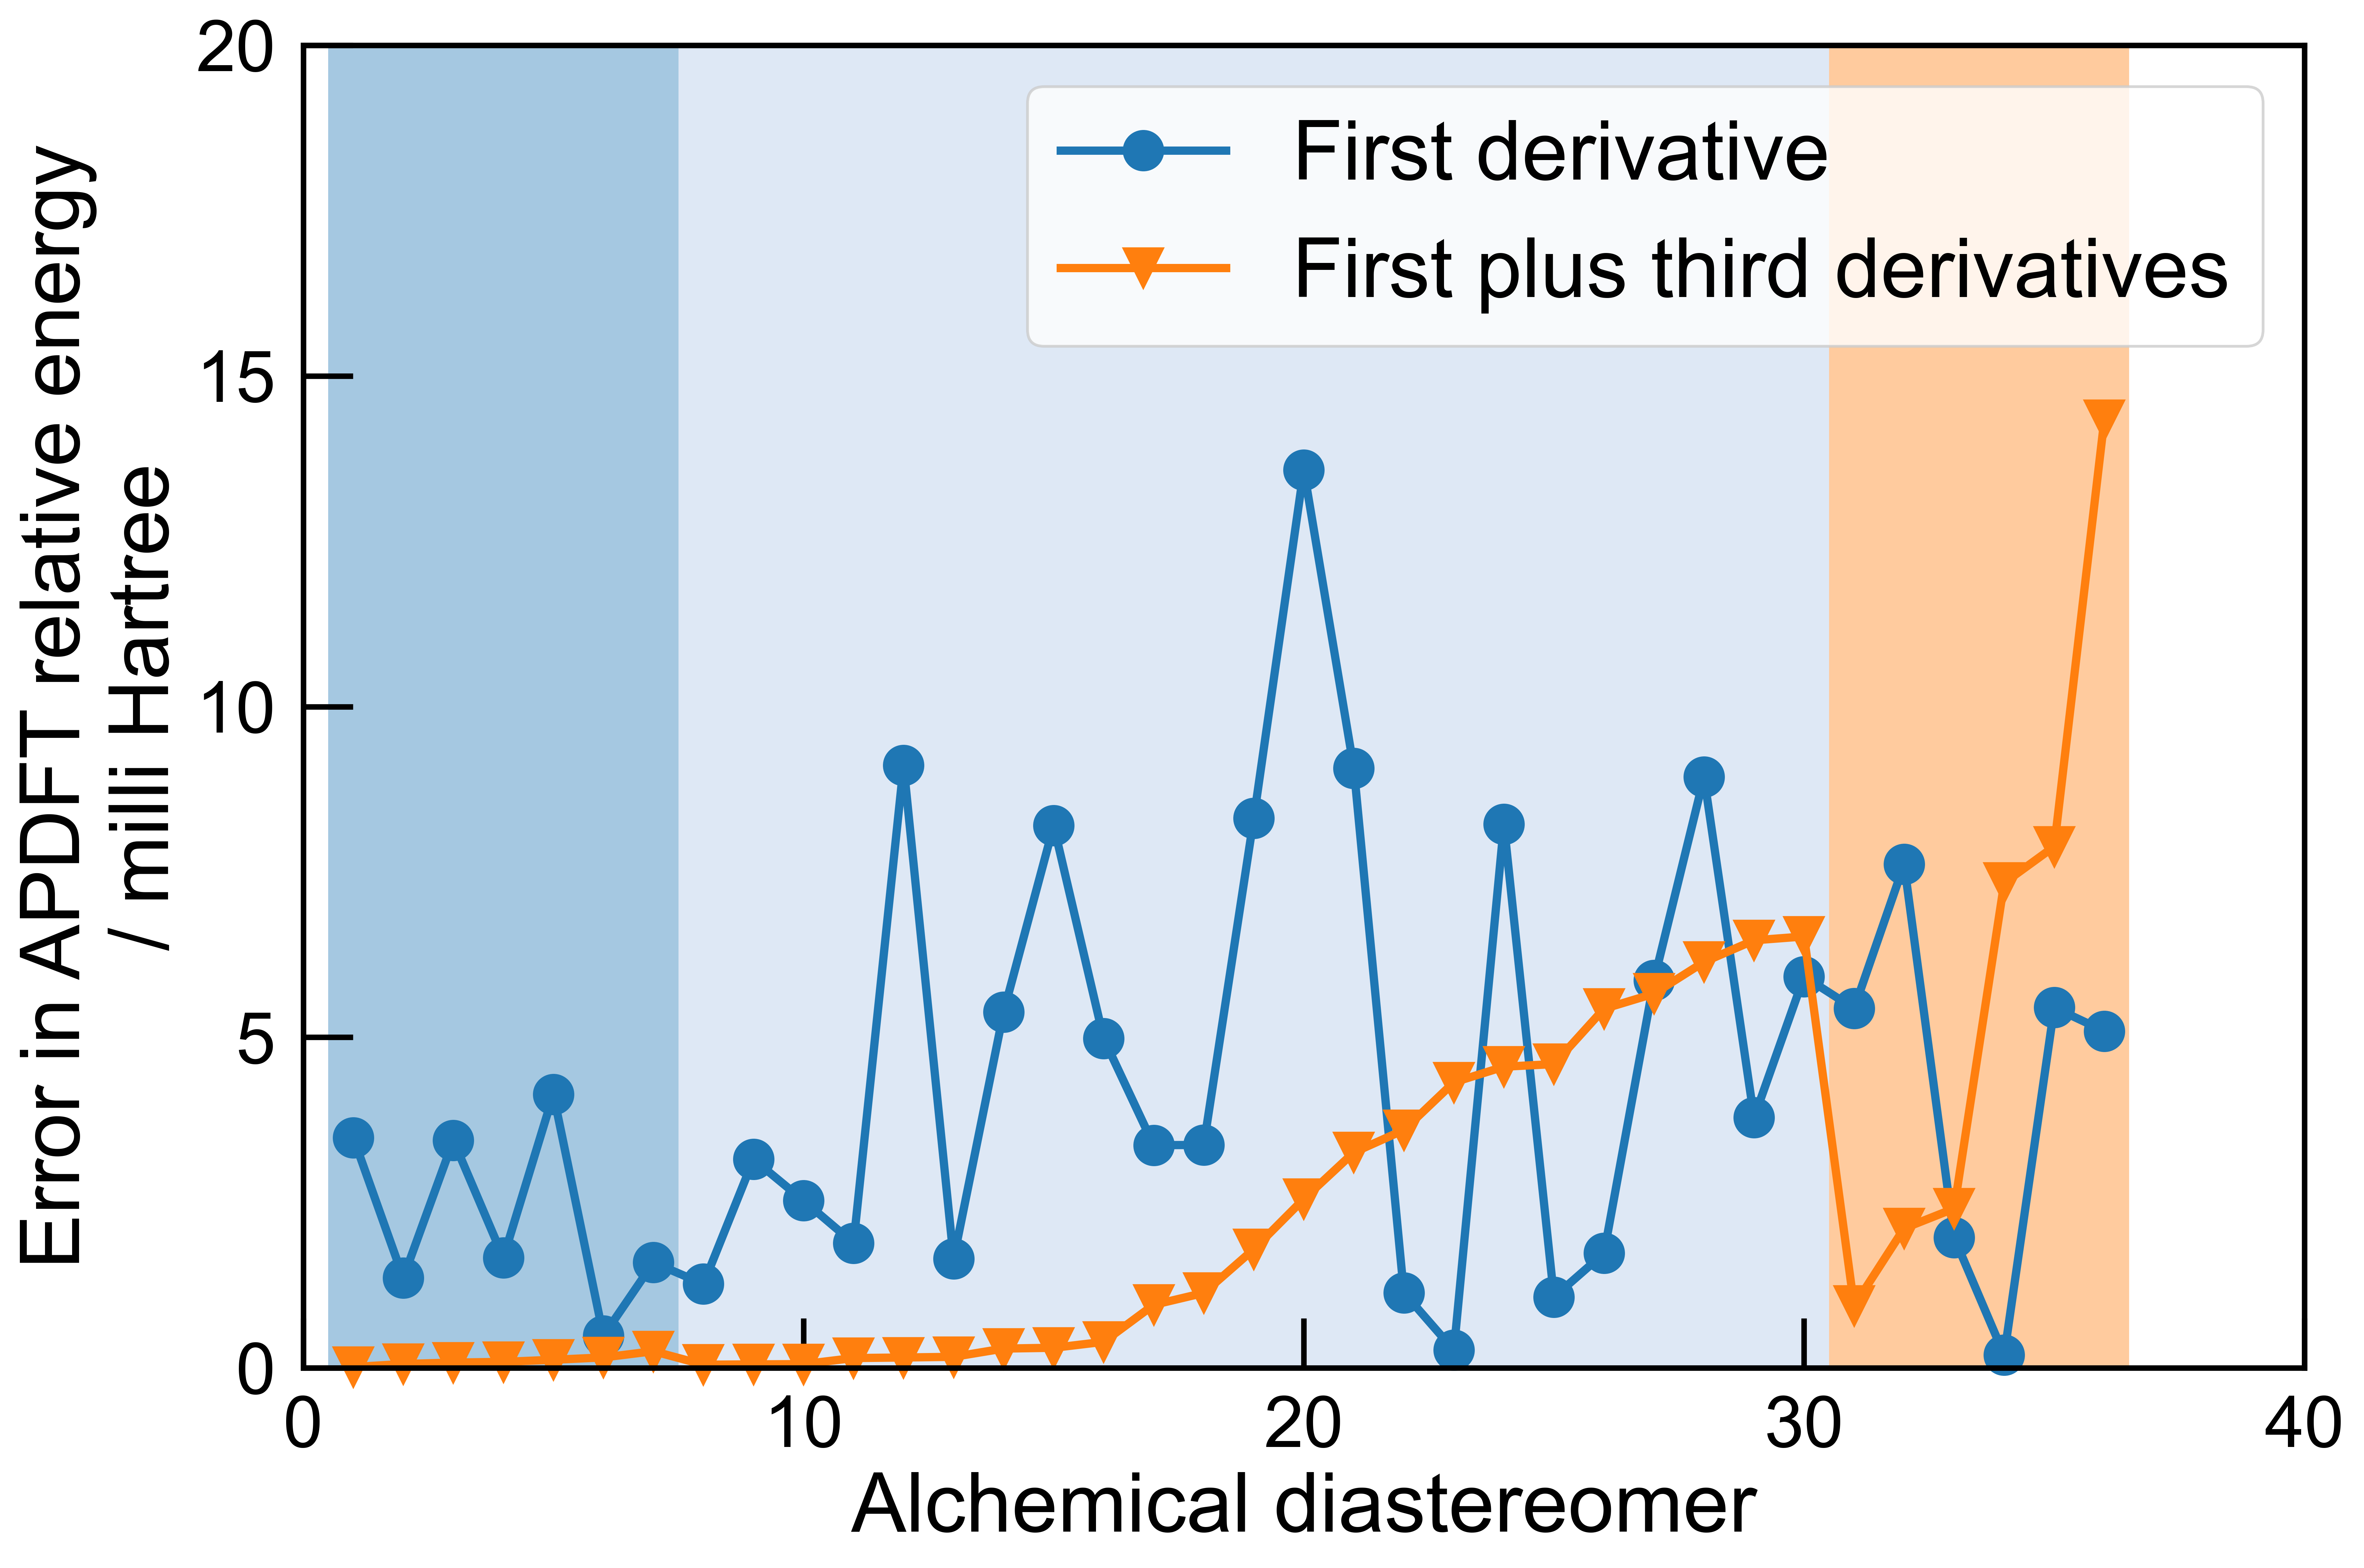 Error in APDFT relative energy
/ milli Hartree
20
15
10
5
0
First derivative
First plus third derivatives
0 10 20 30 40
Alchemical diastereomer